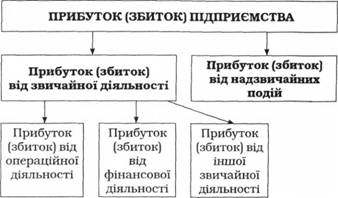 ПРИБУТОК (ЗБИТОК) ПІДПРИЄМСТВА
Прибуток (збиток)
від звичайної діяльності
Прибуток (збиток)
від надзвичайних
подій
Прибуток
(збиток) від
операційної
діяльності
Прибуток
(збиток)
від
фінансової
діяльності
Прибуток
(збиток) від
іншої
звичайної
діяльності